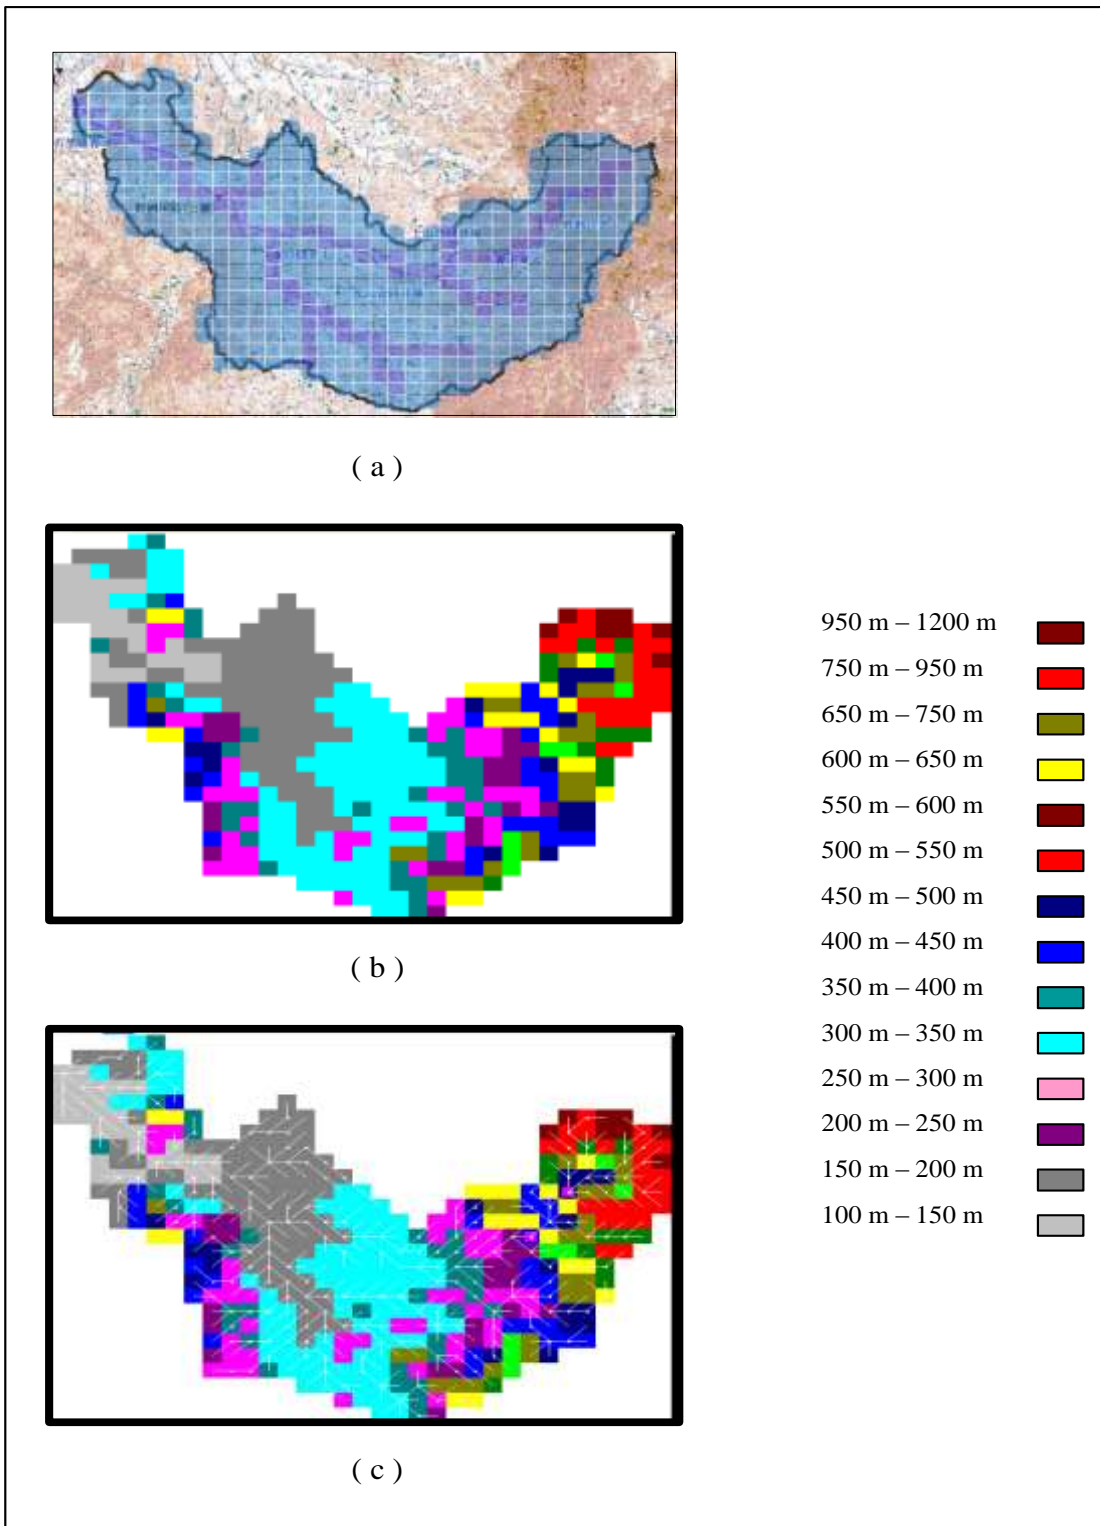 ( a )
( b )
950 m – 1200 m
750 m – 950 m
650 m – 750 m
600 m – 650 m
550 m – 600 m
500 m – 550 m
450 m – 500 m
400 m – 450 m
350 m – 400 m
300 m – 350 m
250 m – 300 m
200 m – 250 m
150 m – 200 m
100 m – 150 m
( c )